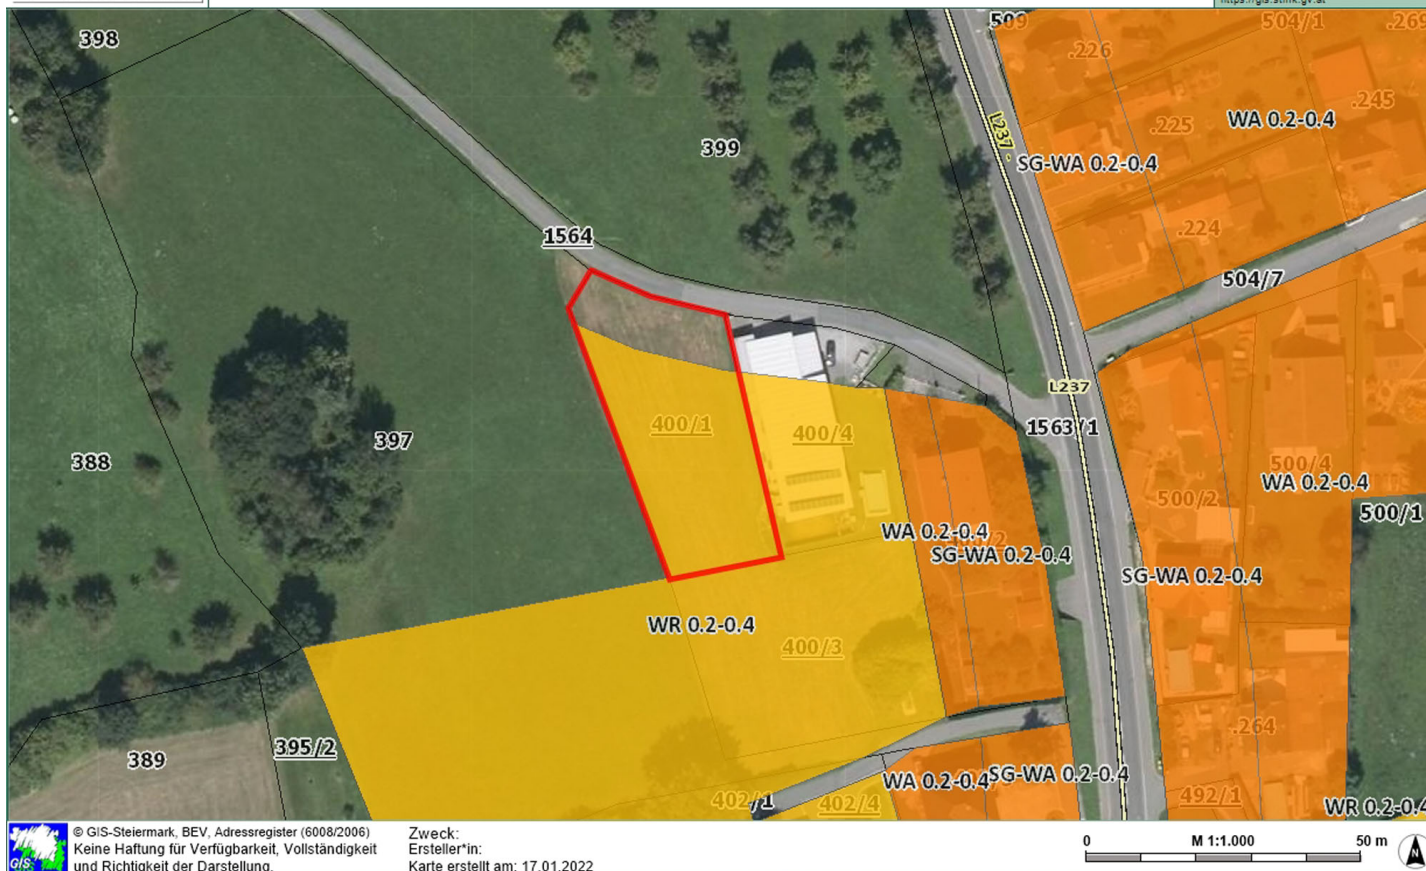 https://gis.stmk.gv.at
398
509
504/1
.226
.245
.225
WA 0.2-0.4
399
L237
SG-WA 0.2-0.4
.224
1564
504/7
L237
400/1
400/4
1563/1
397
388
500/4
WA 0.2-0.4
500/2
500/1
WA 0.2-0.4
SG-WA 0.2-0.4
SG-WA 0.2-0.4
WR 0.2-0.4
400/3
.264
395/2
389
WA 0.2-0.4
SG-WA 0.2-0.4
402/1
402/4
492/1
WR 0.2-0.4
GIS
© GIS-Steiermark, BEV, Adressregister (6008/2006)
Keine Haftung für Verfügbarkeit, Vollständigkeit
und Richtigkeit der Darstellung.
Zweck:
Ersteller*in:
Karte erstellt am: 17.01.2022
0 M 1:1.000 50 m
N